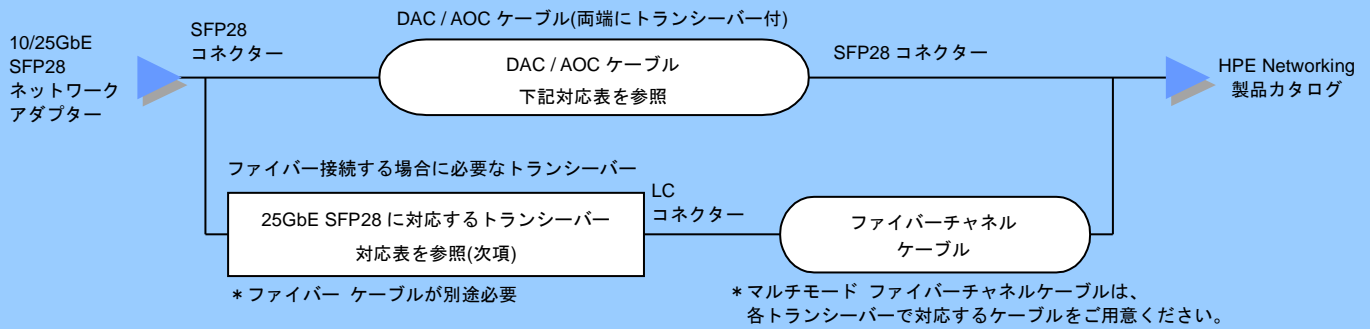 DAC / AOC ケーブル(両端にトランシーバー付)
10/25GbE
SFP28
ネットワーク
アダプター
SFP28
コネクター
DAC / AOC ケーブル
下記対応表を参照
SFP28 コネクター
HPE Networking
製品カタログ
ファイバー接続する場合に必要なトランシーバー
25GbE SFP28 に対応するトランシーバー
対応表を参照(次項)
LC
コネクター
ファイバーチャネル
ケーブル
＊ファイバー ケーブルが別途必要
＊マルチモード ファイバーチャネルケーブルは、
各トランシーバーで対応するケーブルをご用意ください。